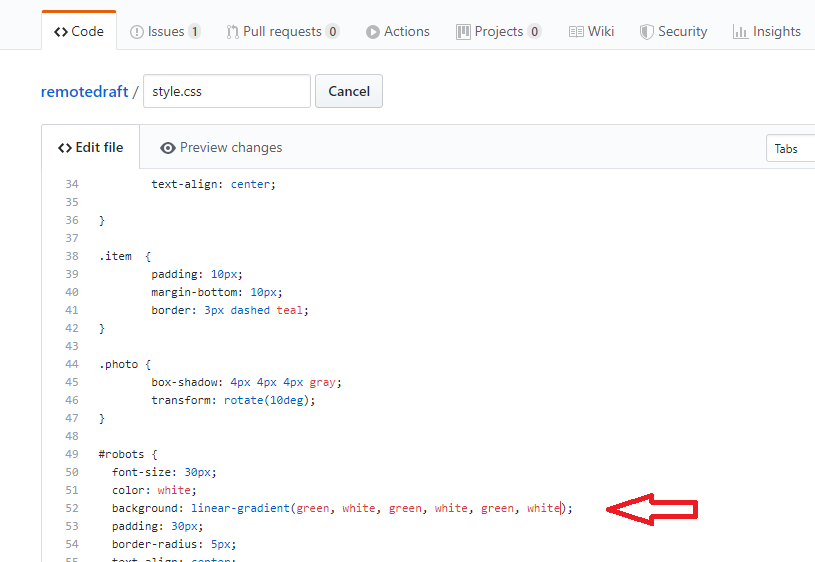 Code Issues 1 Pull requests 0 Actions Projects 0 Wiki Security Insights
remotedraft / style.css Cancel
Edit file Preview changes Tabs
34 text-align: center;
35
36 }
37
38 .item {
39 padding: 10px;
40 margin-bottom: 10px;
41 border: 3px dashed teal;
42 }
43
44 .photo {
45 box-shadow: 4px 4px 4px gray;
46 transform: rotate(10deg);
47 }
48
49 #robots {
50 font-size: 30px;
51 color: white;
52 background: linear-gradient(green, white, green, white, green, white);
53 padding: 30px;
54 border-radius: 5px;
55 text-align: center;